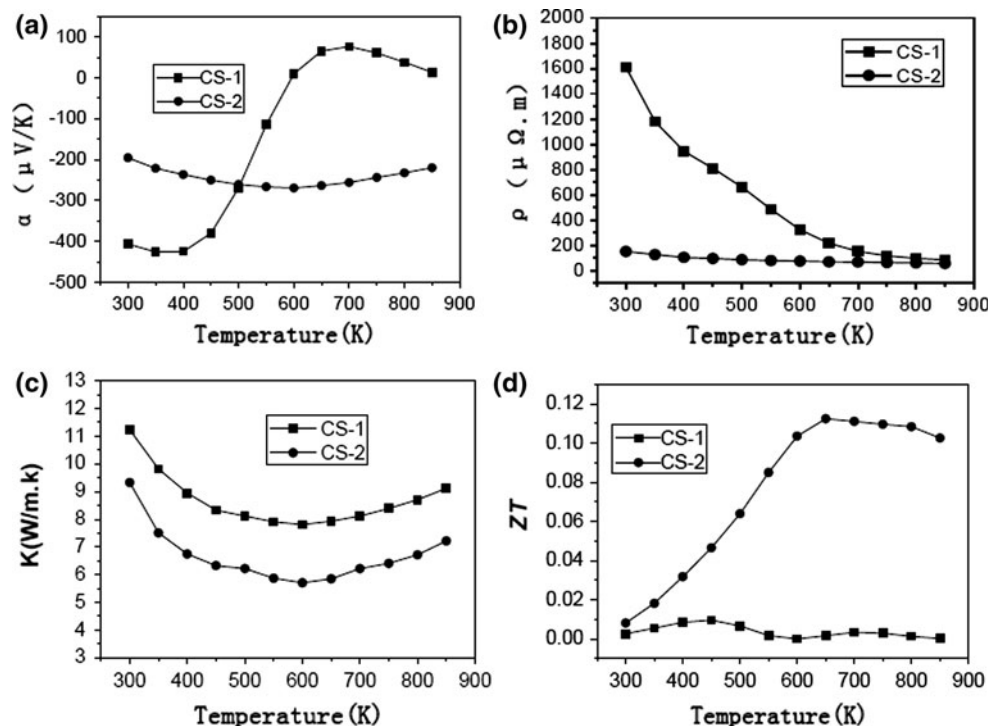 (a)
100
0
-100
-200
-300
-400
-500
α (μV/K)
CS-1
CS-2
300 400 500 600 700 800 900
Temperature(K)
(b)
2000
1800
1600
1400
1200
1000
800
600
400
200
0
ρ (μΩ.m)
CS-1
CS-2
300 400 500 600 700 800 900
Temperature(K)
(c)
13
12
11
10
9
8
7
6
5
4
3
K(W/m.k)
CS-1
CS-2
300 400 500 600 700 800 900
Temperature(K)
(d)
0.12
0.10
0.08
0.06
0.04
0.02
0.00
ZT
CS-1
CS-2
300 400 500 600 700 800 900
Temperature(K)